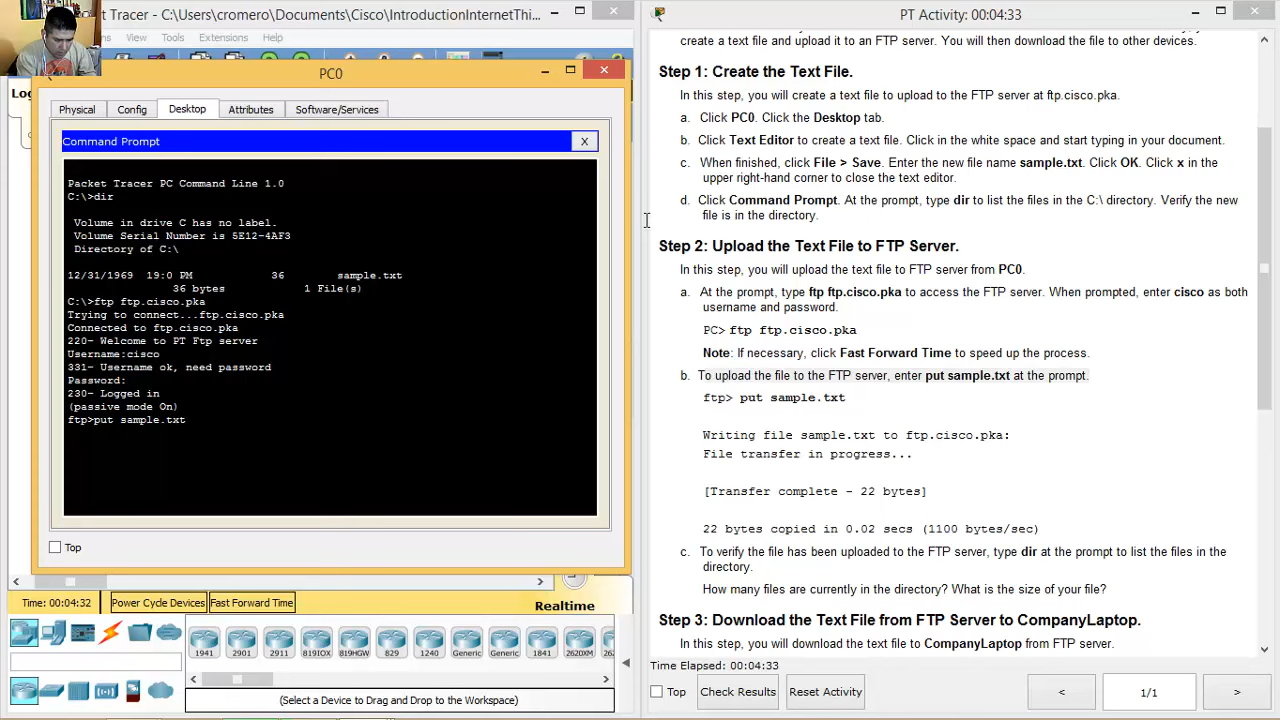 t Tracer - C:\Users\cromero\Documents\Cisco\IntroductionInternetThi...
View Tools Extensions Help
PC0
Physical Config Desktop Attributes Software/Services
Command Prompt
X
Packet Tracer PC Command Line 1.0
C:\>dir
Volume in drive C has no label.
Volume Serial Number is 5E12-4AF3
Directory of C:\
12/31/1969 19:0 PM 36 sample.txt
36 bytes 1 File(s)
C:\>ftp ftp.cisco.pka
Trying to connect...ftp.cisco.pka
Connected to ftp.cisco.pka
220- Welcome to PT Ftp server
Username:cisco
331- Username ok, need password
Password:
230- Logged in
(passive mode On)
ftp>put sample.txt
Top
Time: 00:04:32 Power Cycle Devices Fast Forward Time
Realtime
1941 2901 2911 819IOX 819HGW 829 1240 Generic Generic 1841 2620XM
(Select a Device to Drag and Drop to the Workspace)
PT Activity: 00:04:33
create a text file and upload it to an FTP server. You will then download the file to other devices.
Step 1: Create the Text File.
In this step, you will create a text file to upload to the FTP server at ftp.cisco.pka.
a. Click PC0. Click the Desktop tab.
b. Click Text Editor to create a text file. Click in the white space and start typing in your document.
c. When finished, click File > Save. Enter the new file name sample.txt. Click OK. Click x in the
upper right-hand corner to close the text editor.
d. Click Command Prompt. At the prompt, type dir to list the files in the C:\ directory. Verify the new
file is in the directory.
Step 2: Upload the Text File to FTP Server.
In this step, you will upload the text file to FTP server from PC0.
a. At the prompt, type ftp ftp.cisco.pka to access the FTP server. When prompted, enter cisco as both
username and password.
PC> ftp ftp.cisco.pka
Note: If necessary, click Fast Forward Time to speed up the process.
b. To upload the file to the FTP server, enter put sample.txt at the prompt.
ftp> put sample.txt
Writing file sample.txt to ftp.cisco.pka:
File transfer in progress...
[Transfer complete - 22 bytes]
22 bytes copied in 0.02 secs (1100 bytes/sec)
c. To verify the file has been uploaded to the FTP server, type dir at the prompt to list the files in the
directory.
How many files are currently in the directory? What is the size of your file?
Step 3: Download the Text File from FTP Server to CompanyLaptop.
In this step, you will download the text file to CompanyLaptop from FTP server.
Time Elapsed: 00:04:33
Top Check Results Reset Activity < 1/1 >